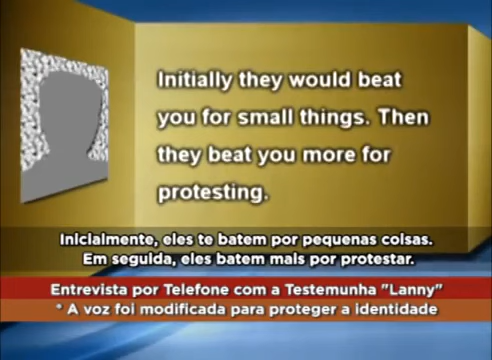 Initially they would beat
you for small things. Then
they beat you more for
protesting.
Inicialmente, eles te batem por pequenas coisas.
Em seguida, eles batem mais por protestar.
Entrevista por Telefone com a Testemunha "Lanny"
* A voz foi modificada para proteger a identidade